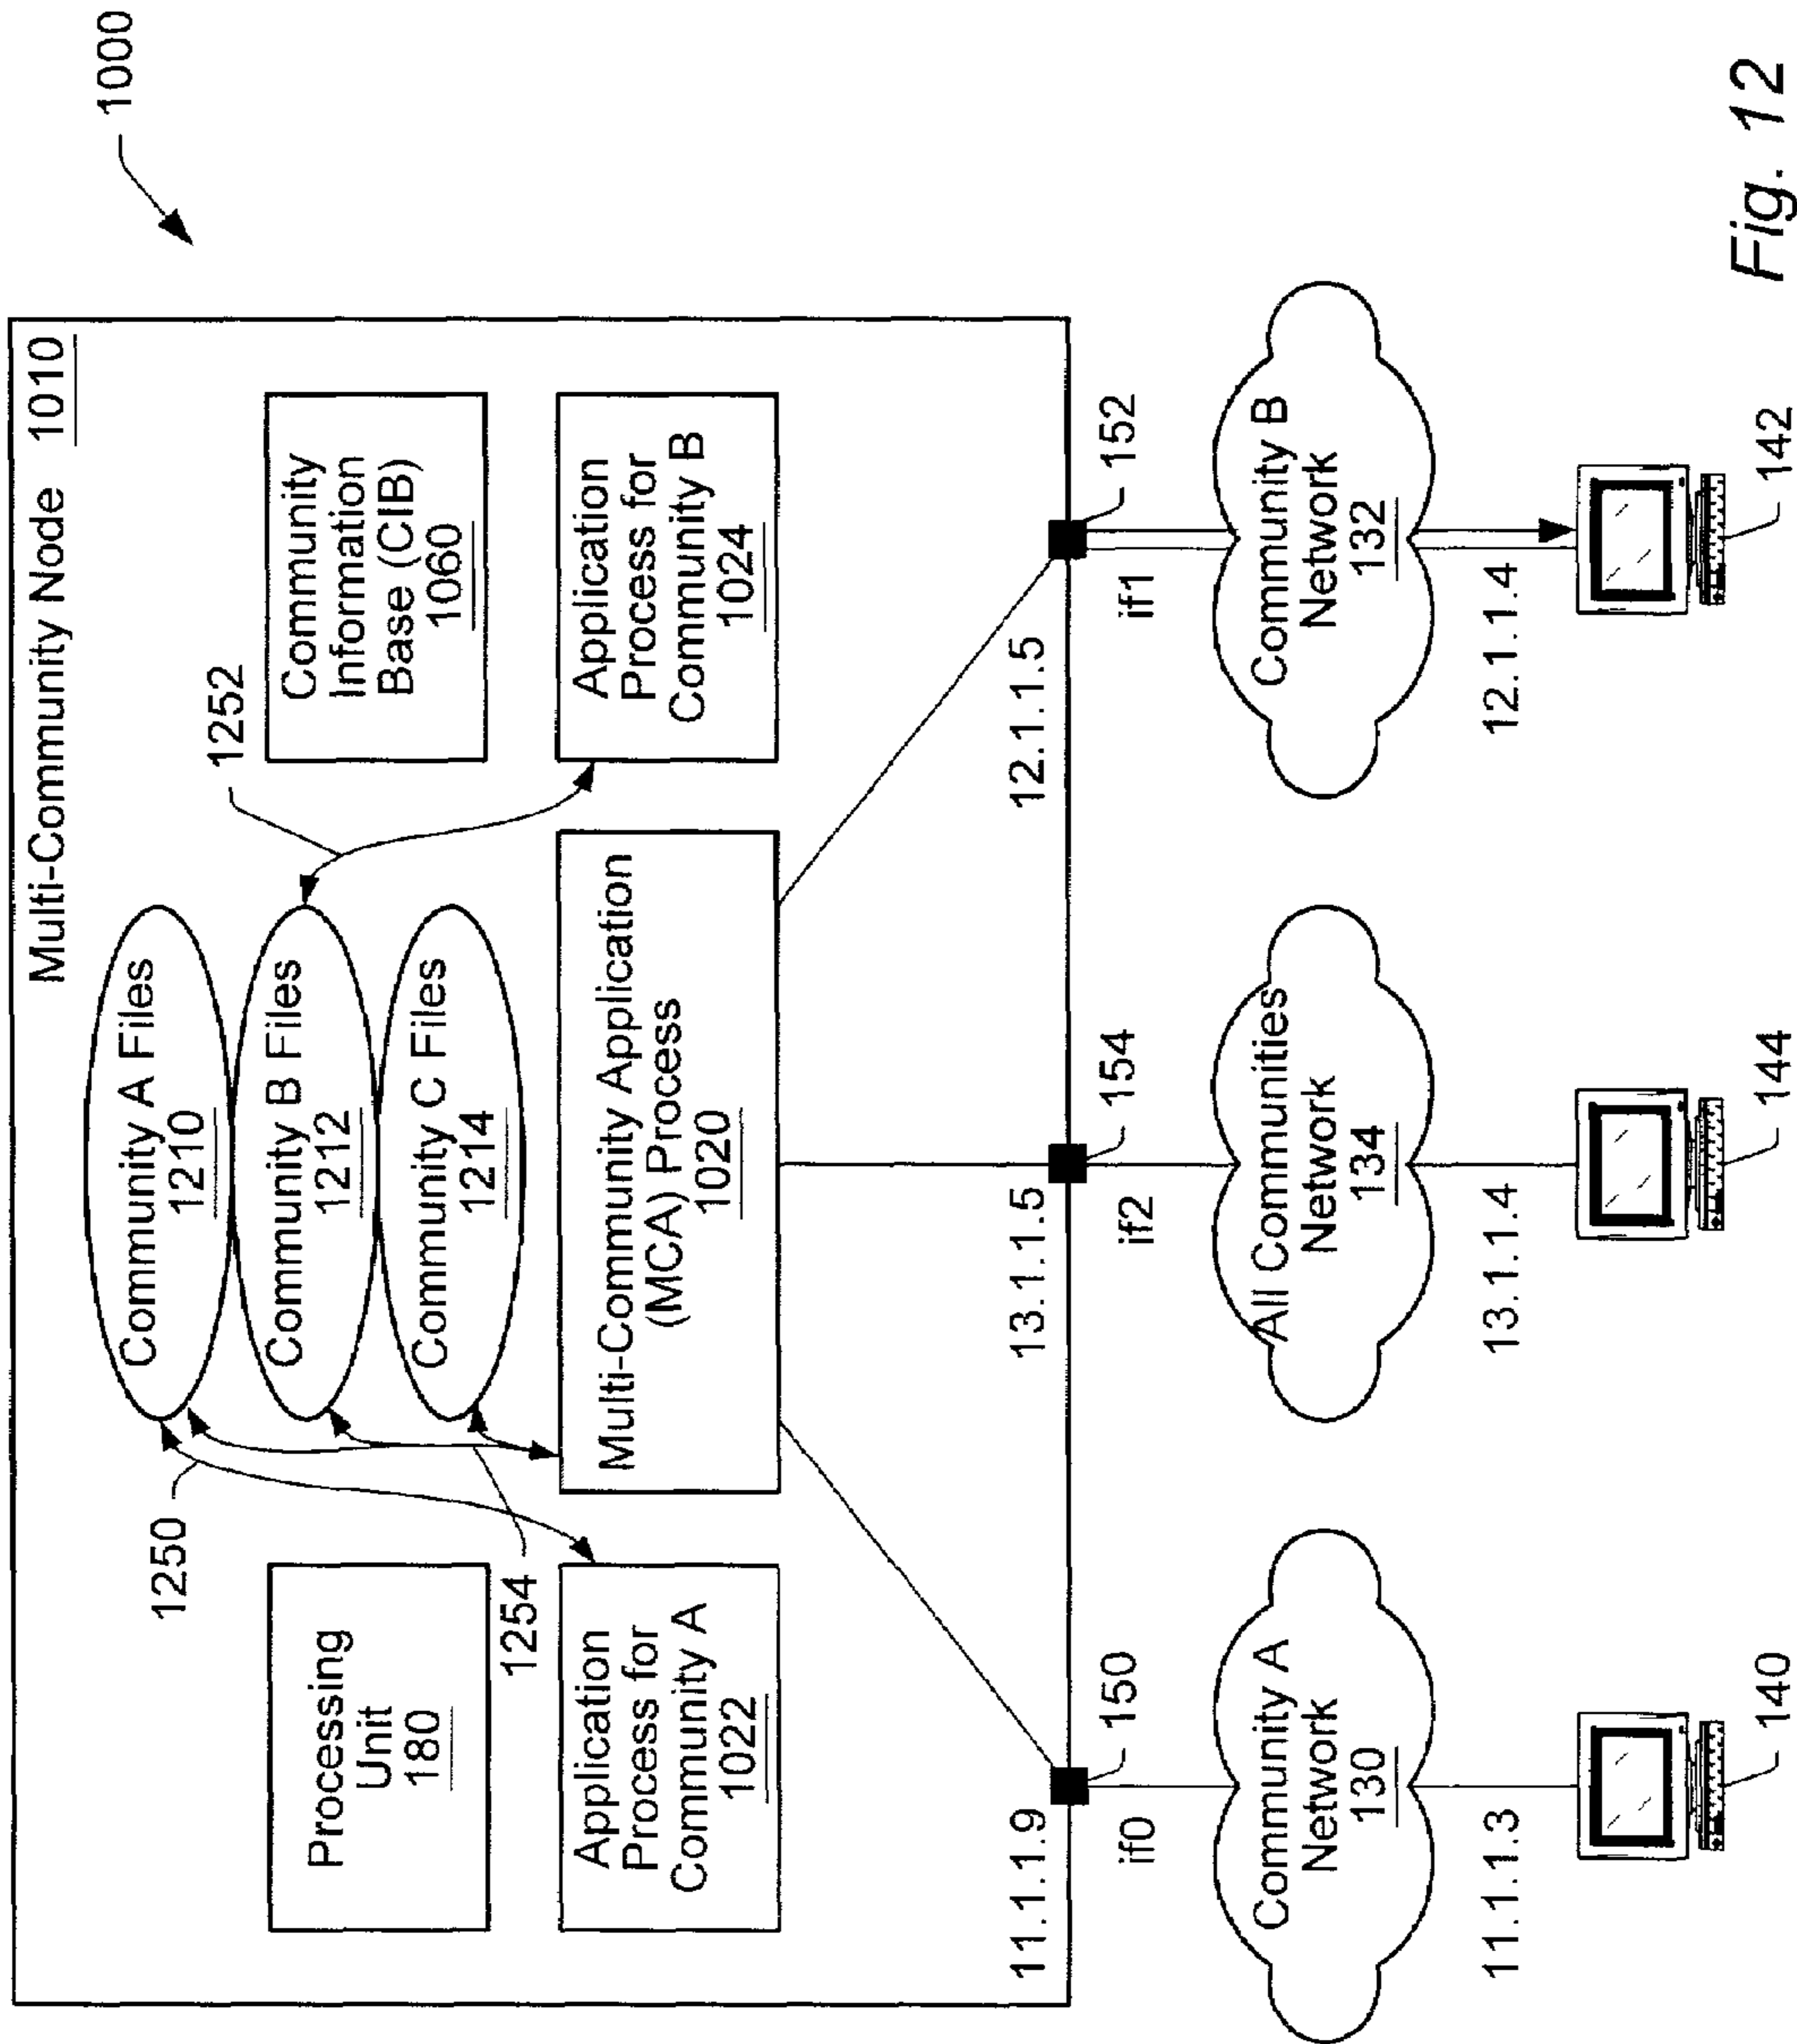 1000
Multi-Community Node 1010
Community A Files
1210
Community B Files
1212
Community C Files
1214
1250
1252
1254
Processing
Unit
180
Community
Information
Base (CIB)
1060
Application
Process for
Community A
1022
Multi-Community Application
(MCA) Process
1020
Application
Process for
Community B
1024
11.1.1.9
13.1.1.5
12.1.1.5
150
154
152
if0
if2
if1
Community A
Network
130
All Communities
Network
134
Community B
Network
132
11.1.1.3
13.1.1.4
12.1.1.4
140
144
142
Fig. 12